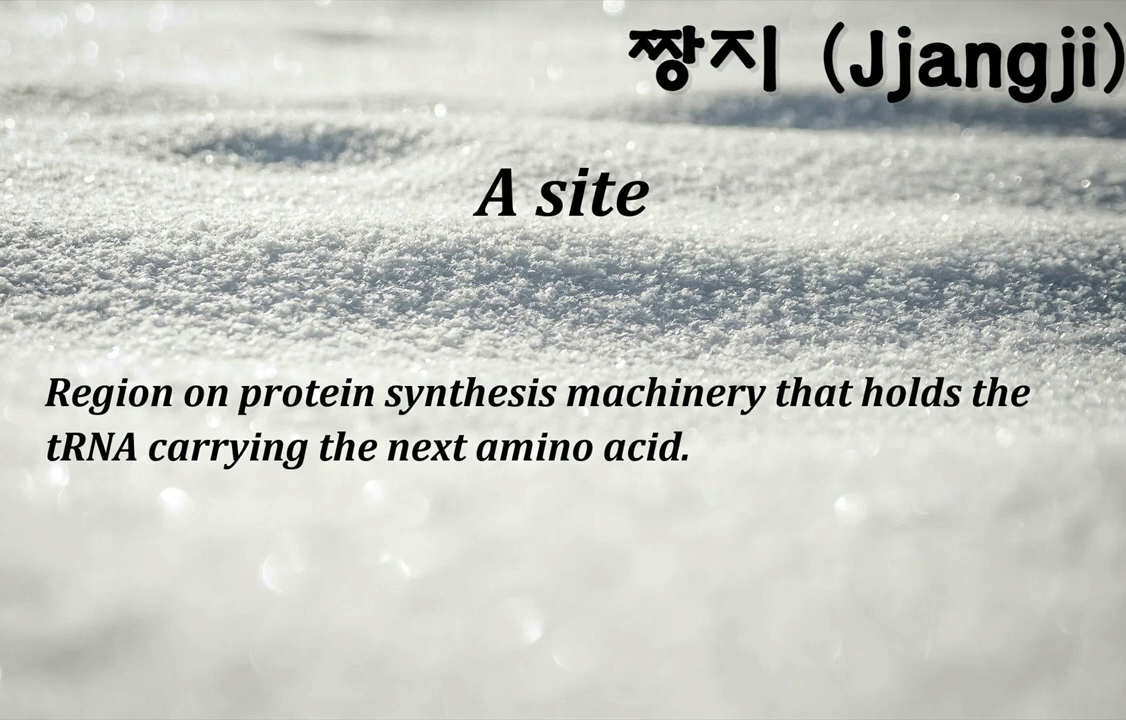 짱지 (Jjangji)
A site
Region on protein synthesis machinery that holds the
tRNA carrying the next amino acid.